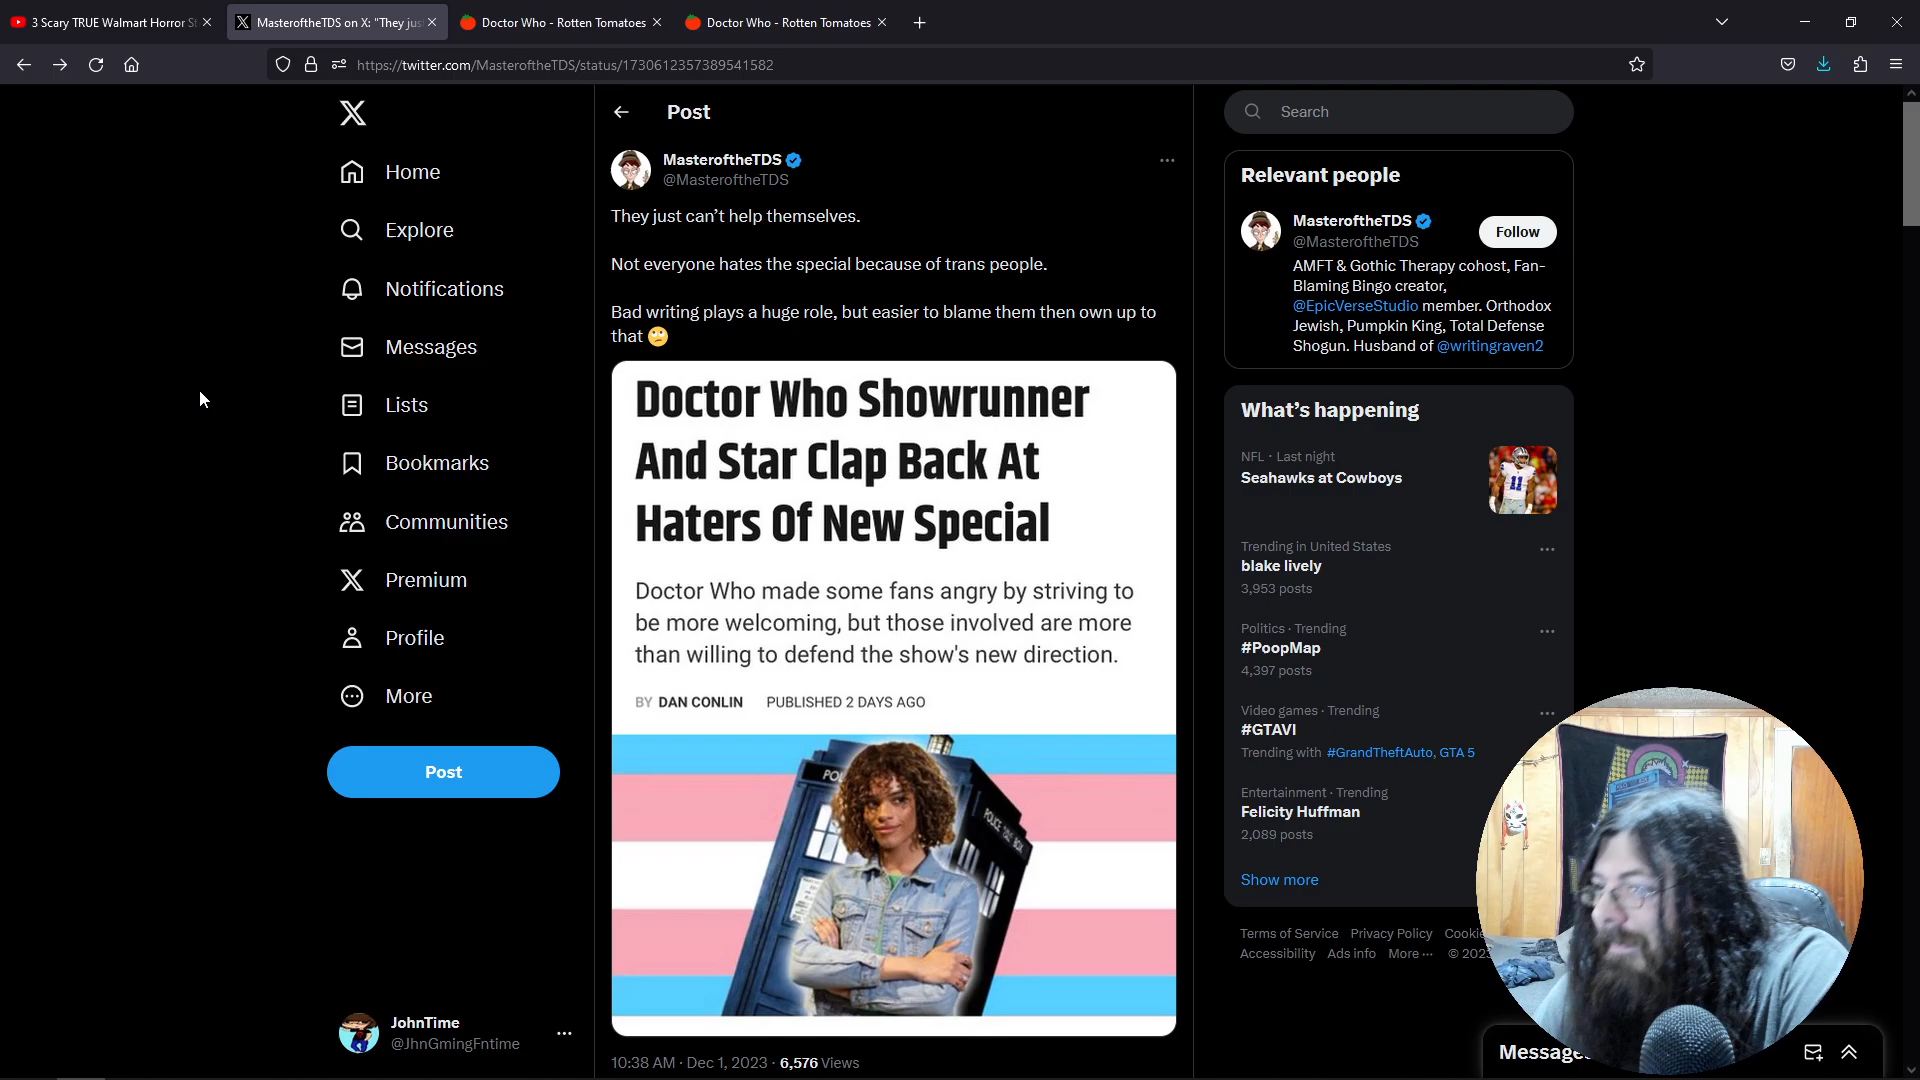 3 Scary TRUE Walmart Horror St
MasteroftheTDS on X: "They jus
Doctor Who - Rotten Tomatoes
Doctor Who - Rotten Tomatoes
https://twitter.com/MasteroftheTDS/status/1730612357389541582
Home
Explore
Notifications
Messages
Lists
Bookmarks
Communities
Premium
Profile
More
Post
JohnTime
@JhnGmingFntime
Post
MasteroftheTDS
@MasteroftheTDS
They just can’t help themselves.
Not everyone hates the special because of trans people.
Bad writing plays a huge role, but easier to blame them then own up to
that 🙄
Doctor Who Showrunner
And Star Clap Back At
Haters Of New Special
Doctor Who made some fans angry by striving to
be more welcoming, but those involved are more
than willing to defend the show's new direction.
BY DAN CONLIN PUBLISHED 2 DAYS AGO
10:38 AM · Dec 1, 2023 · 6,576 Views
Search
Relevant people
MasteroftheTDS
@MasteroftheTDS
Follow
AMFT & Gothic Therapy cohost, Fan-
Blaming Bingo creator,
@EpicVerseStudio member. Orthodox
Jewish, Pumpkin King, Total Defense
Shogun. Husband of @writingraven2
What’s happening
NFL · Last night
Seahawks at Cowboys
Trending in United States
blake lively
3,953 posts
Politics · Trending
#PoopMap
4,397 posts
Video games · Trending
#GTAVI
Trending with #GrandTheftAuto, GTA 5
Entertainment · Trending
Felicity Huffman
2,089 posts
Show more
Terms of Service Privacy Policy Cookie
Accessibility Ads info More ··· © 2023
Messages